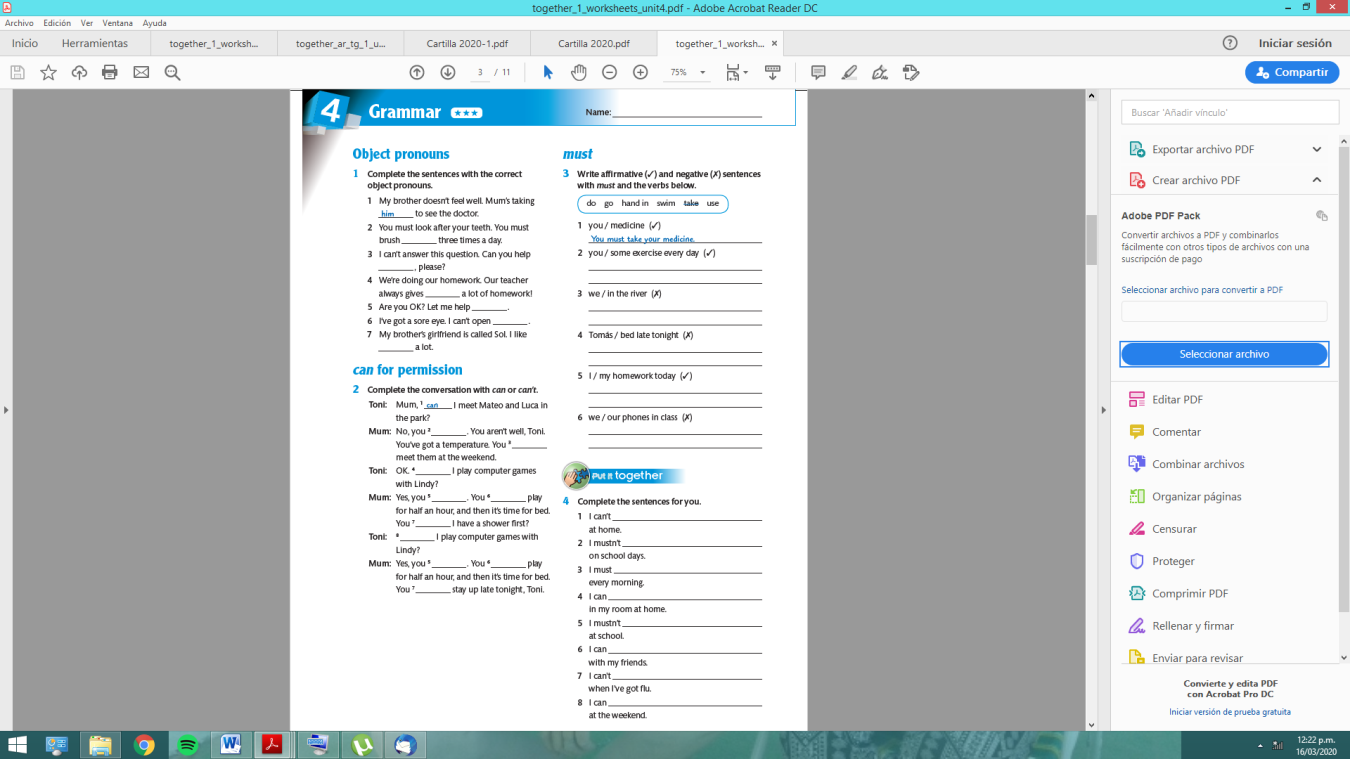 together_1_worksheets_unit4.pdf - Adobe Acrobat Reader DC
Archivo Edición Ver Ventana Ayuda
Inicio Herramientas together_1_worksh... together_ar_tg_1_u... Cartilla 2020-1.pdf Cartilla 2020.pdf together_1_worksh... × Iniciar sesión
3 / 11 75% Compartir
4 Grammar ★★★ Name:
Object pronouns
1 Complete the sentences with the correct
object pronouns.
1 My brother doesn't feel well. Mum's taking
him to see the doctor.
2 You must look after your teeth. You must
brush ________ three times a day.
3 I can't answer this question. Can you help
________, please?
4 We're doing our homework. Our teacher
always gives ________ a lot of homework!
5 Are you OK? Let me help ________.
6 I've got a sore eye. I can't open ________.
7 My brother's girlfriend is called Sol. I like
________ a lot.
can for permission
2 Complete the conversation with can or can't.
Toni: Mum, ¹ can I meet Mateo and Luca in
the park?
Mum: No, you ²________. You aren't well, Toni.
You've got a temperature. You ³________
meet them at the weekend.
Toni: OK. ⁴________ I play computer games
with Lindy?
Mum: Yes, you ⁵________. You ⁶________ play
for half an hour, and then it's time for bed.
You ⁷________ I have a shower first?
Toni: ⁸________ I play computer games with
Lindy?
Mum: Yes, you ⁵________. You ⁶________ play
for half an hour, and then it's time for bed.
You ⁷________ stay up late tonight, Toni.
must
3 Write affirmative (✓) and negative (✗) sentences
with must and the verbs below.
do go hand in swim take use
1 you / medicine (✓)
You must take your medicine.
2 you / some exercise every day (✓)
3 we / in the river (✗)
4 Tomás / bed late tonight (✗)
5 I / my homework today (✓)
6 we / our phones in class (✗)
Put it together
4 Complete the sentences for you.
1 I can't ________
at home.
2 I mustn't ________
on school days.
3 I must ________
every morning.
4 I can ________
in my room at home.
5 I mustn't ________
at school.
6 I can ________
with my friends.
7 I can't ________
when I've got flu.
8 I can ________
at the weekend.
Buscar 'Añadir vínculo'
Exportar archivo PDF
Crear archivo PDF
Adobe PDF Pack
Convertir archivos a PDF y combinarlos
fácilmente con otros tipos de archivos con una
suscripción de pago
Seleccionar archivo para convertir a PDF
Seleccionar archivo
Editar PDF
Comentar
Combinar archivos
Organizar páginas
Censurar
Proteger
Comprimir PDF
Rellenar y firmar
Enviar para revisar
Convierte y edita PDF
con Acrobat Pro DC
Iniciar versión de prueba gratuita
12:22 p.m.
16/03/2020